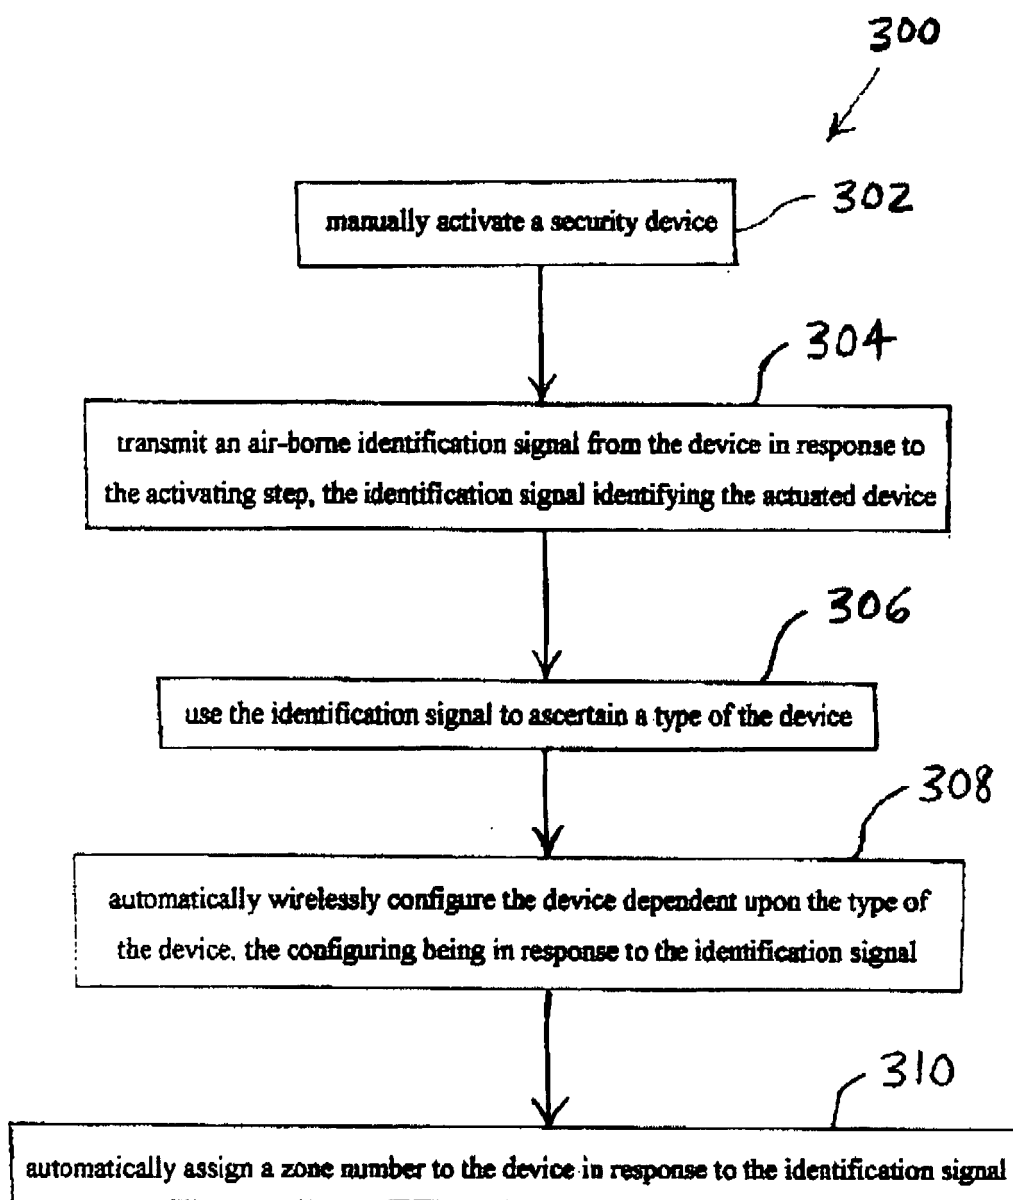 300
302
manually activate a security device
304
transmit an air-borne identification signal from the device in response to
the activating step, the identification signal identifying the actuated device
306
use the identification signal to ascertain a type of the device
308
automatically wirelessly configure the device dependent upon the type of
the device, the configuring being in response to the identification signal
310
automatically assign a zone number to the device in response to the identification signal